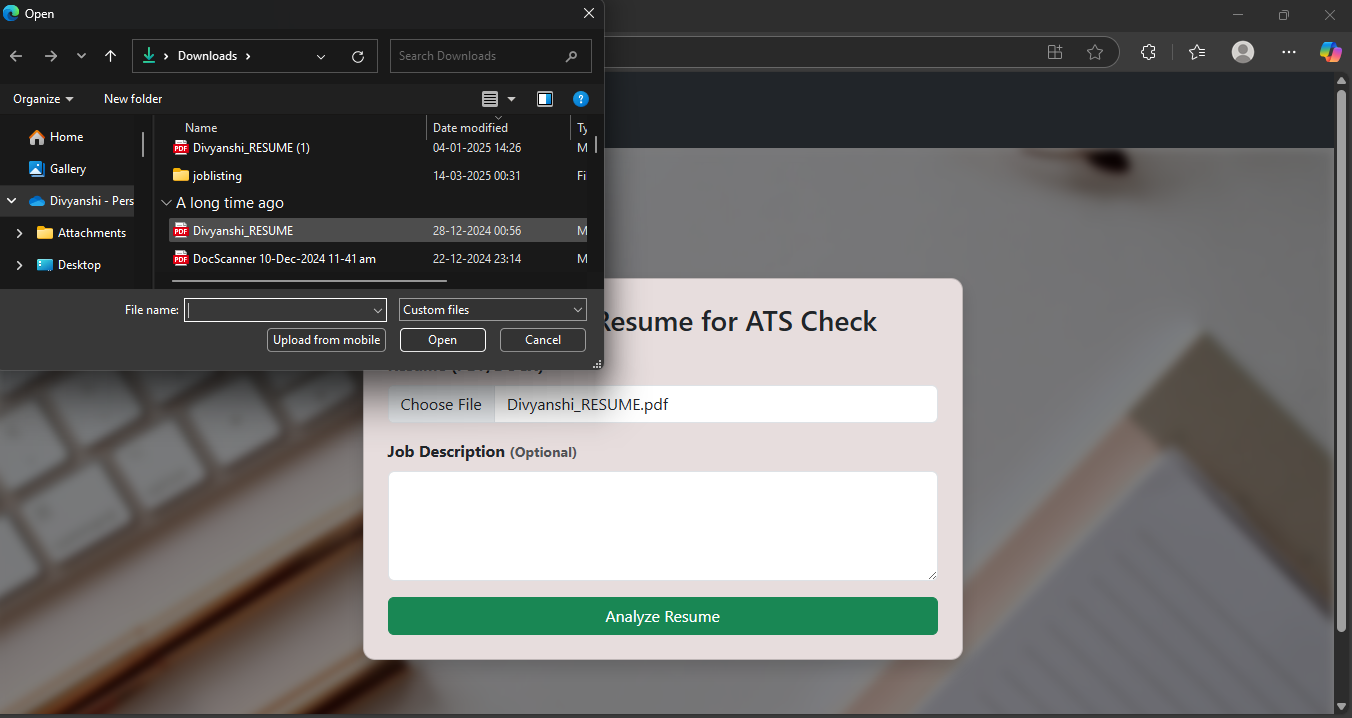 Open
Downloads
Search Downloads
Organize
New folder
Name
Date modified
Ty
Divyanshi_RESUME (1)
04-01-2025 14:26
M
joblisting
14-03-2025 00:31
Fi
A long time ago
Divyanshi_RESUME
28-12-2024 00:56
M
DocScanner 10-Dec-2024 11-41 am
22-12-2024 23:14
M
Home
Gallery
Divyanshi - Pers
Attachments
Desktop
File name:
Custom files
Upload from mobile
Open
Cancel
Resume for ATS Check
Choose File
Divyanshi_RESUME.pdf
Job Description (Optional)
Analyze Resume